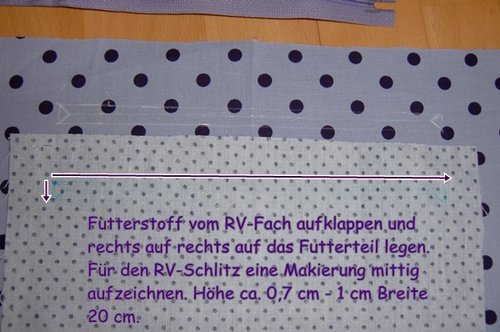 Futterstoff vom RV-Fach aufklappen und
rechts auf rechts auf das Futterteil legen.
Für den RV-Schlitz eine Makierung mittig
aufzeichnen. Höhe ca. 0,7 cm - 1 cm Breite
20 cm.